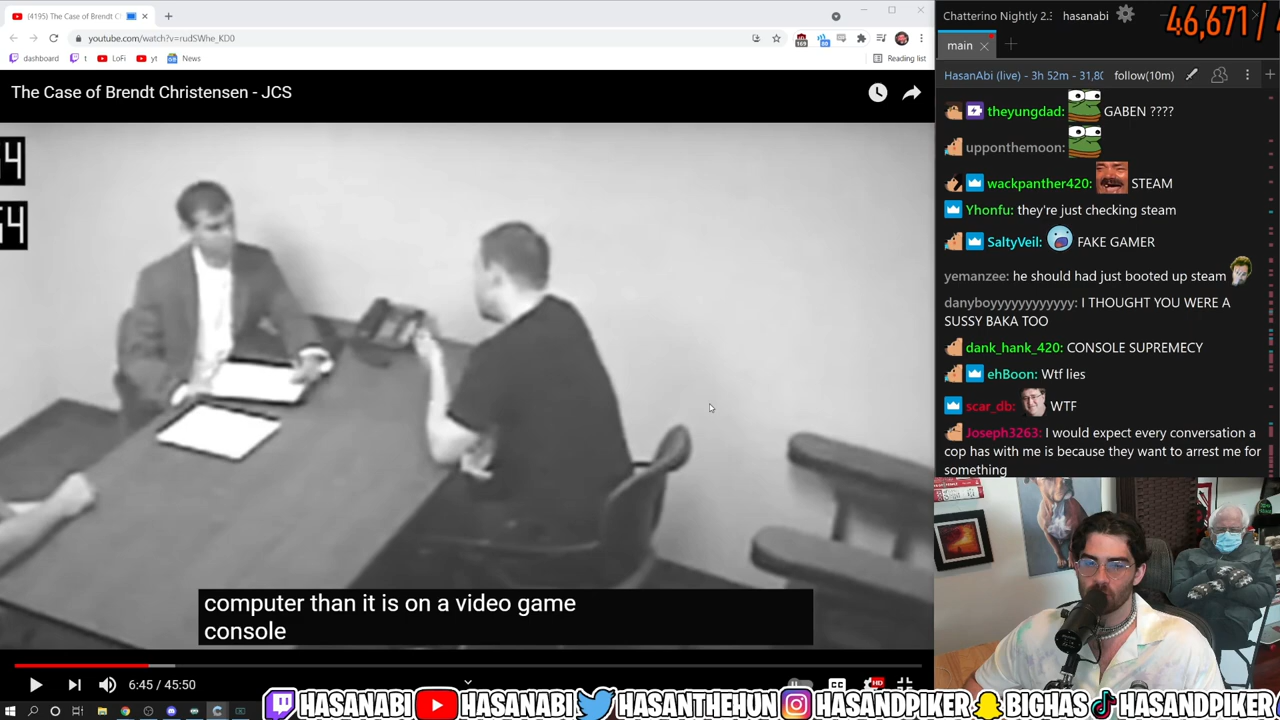 (4195) The Case of Brendt C
youtube.com/watch?v=rudSWhe_KD0
169
88
dashboard
t
LoFi
yt
News
Reading list
The Case of Brendt Christensen - JCS
computer than it is on a video game
console
6:45 / 45:50
HD
Chatterino Nightly 2.
hasanabi
46,671 /
main
HasanAbi (live) - 3h 52m - 31,80
follow(10m)
theyungdad: GABEN ????
upponthemoon:
wackpanther420: STEAM
Yhonfu: they're just checking steam
SaltyVeil: FAKE GAMER
yemanzee: he should had just booted up steam
danyboyyyyyyyyyyyy: I THOUGHT YOU WERE A
SUSSY BAKA TOO
dank_hank_420: CONSOLE SUPREMECY
ehBoon: Wtf lies
scar_db: WTF
Joseph3263: I would expect every conversation a
cop has with me is because they want to arrest me for
something
HASANABI HASANABI HASANTHEHUN HASANDPIKER BIGHAS HASANDPIKER